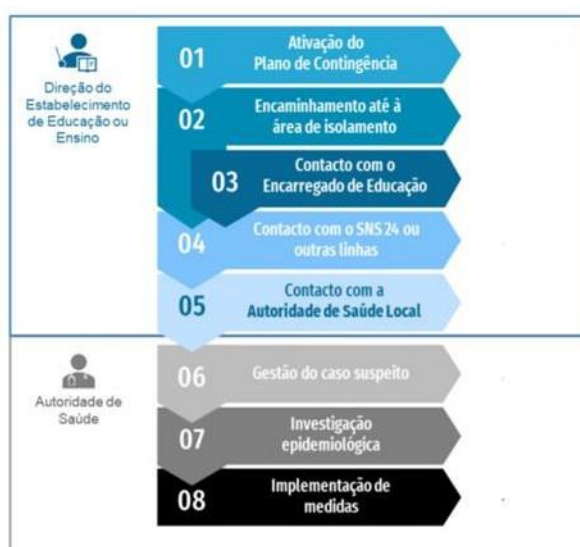 Direção do
Estabelecimento
de Educação ou
Ensino
01
Ativação do
Plano de Contingência
02
Encaminhamento até à
área de isolamento
03
Contacto com o
Encarregado de Educação
04
Contacto com o SNS 24 ou
outras linhas
05
Contacto com a
Autoridade de Saúde Local
Autoridade de
Saúde
06
Gestão do caso suspeito
07
Investigação
epidemiológica
08
Implementação de
medidas